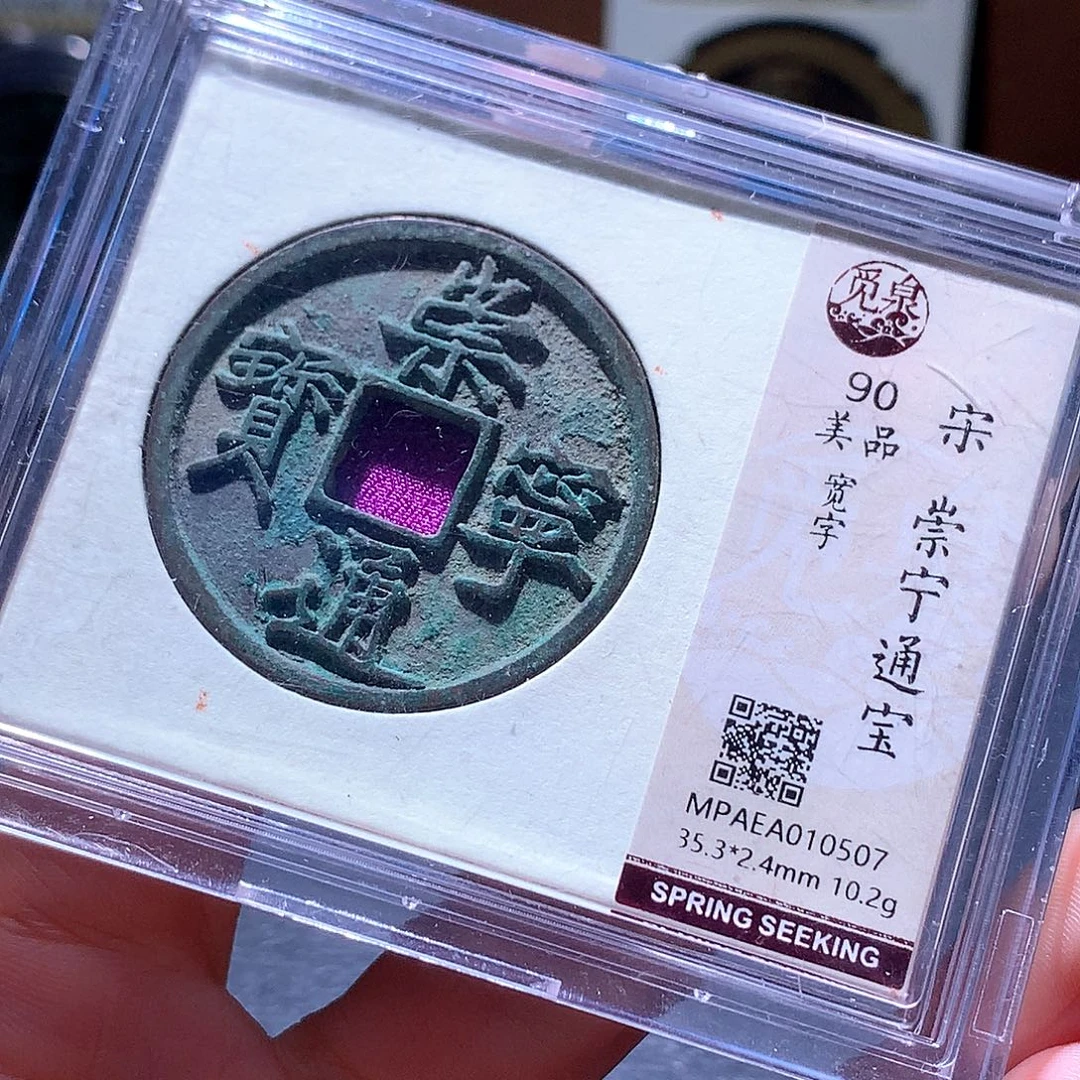 崇寧通寳
觅泉
90
美品
宽字
宋 崇宁通宝
MPAEA010507
35.3*2.4mm 10.2g
SPRING SEEKING